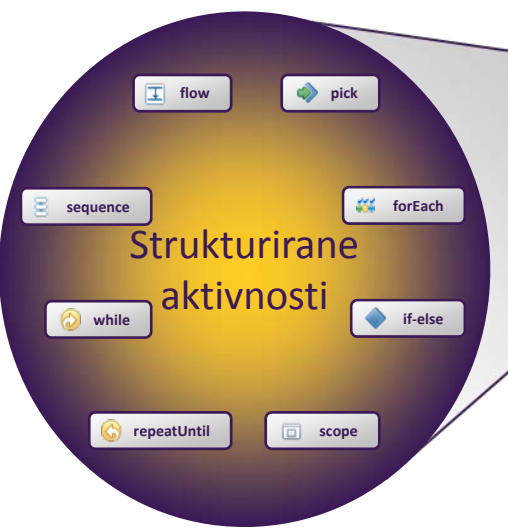 flow
pick
sequence
forEach
Strukturirane
aktivnosti
while
if-else
repeatUntil
scope